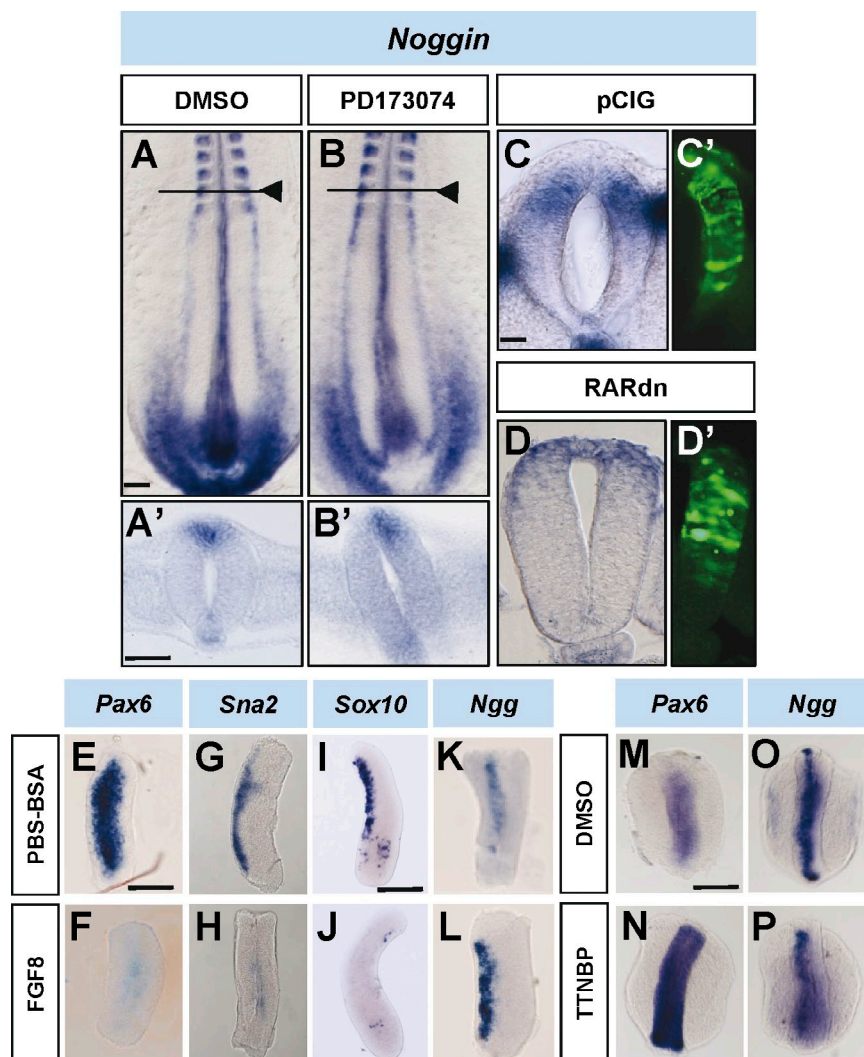 Noggin
DMSO PD173074 pCIG
A B C C’
RARdn
D D’
A’ B’
Pax6 Sna2 Sox10 Ngg Pax6 Ngg
PBS-BSA E G I K DMSO M O
FGF8 F H J L TTNBP N P